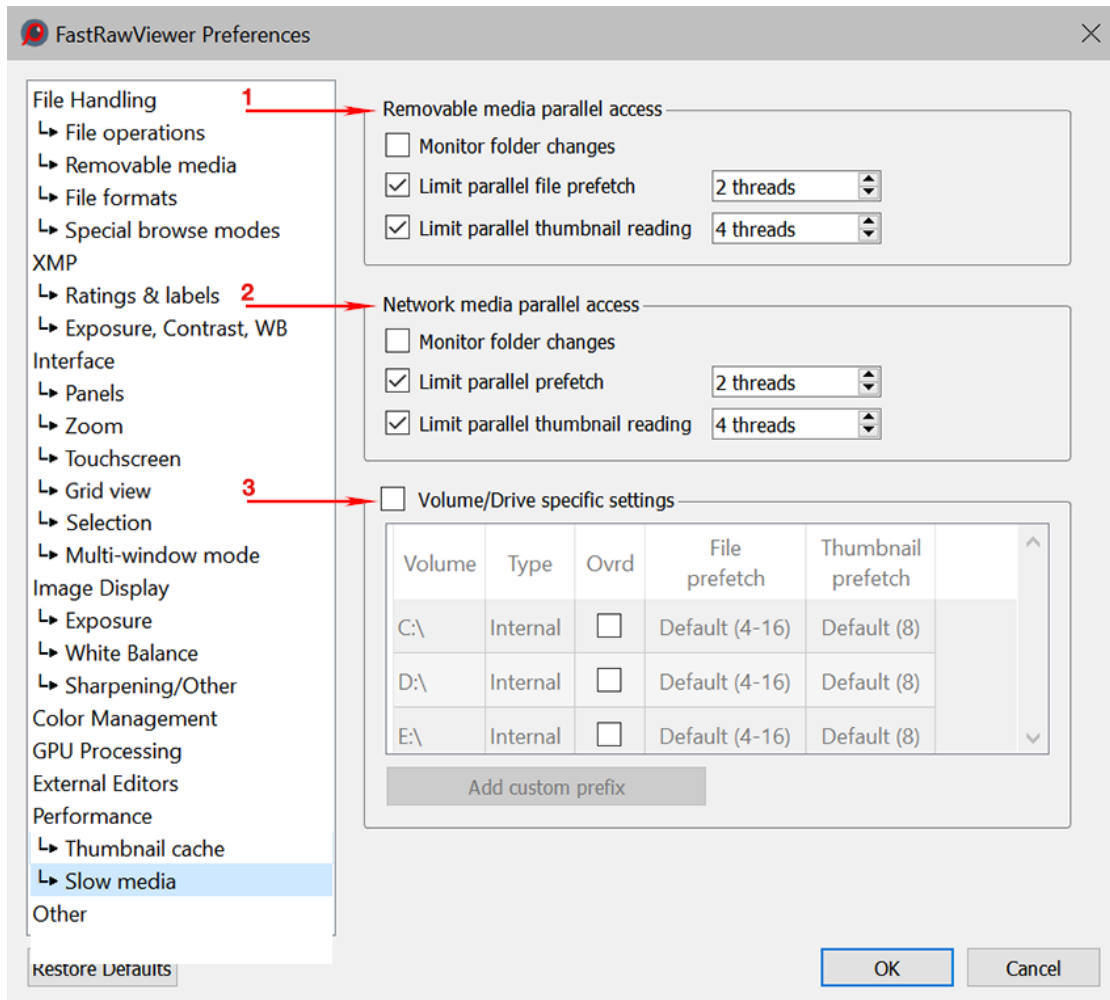 FastRawViewer Preferences
File Handling
File operations
Removable media
File formats
Special browse modes
XMP
Ratings & labels
Exposure, Contrast, WB
Interface
Panels
Zoom
Touchscreen
Grid view
Selection
Multi-window mode
Image Display
Exposure
White Balance
Sharpening/Other
Color Management
GPU Processing
External Editors
Performance
Thumbnail cache
Slow media
Other
Restore Defaults
1
Removable media parallel access
Monitor folder changes
Limit parallel file prefetch 2 threads
Limit parallel thumbnail reading 4 threads
2
Network media parallel access
Monitor folder changes
Limit parallel prefetch 2 threads
Limit parallel thumbnail reading 4 threads
3
Volume/Drive specific settings
Volume Type Ovrd File prefetch Thumbnail prefetch
C:\ Internal Default (4-16) Default (8)
D:\ Internal Default (4-16) Default (8)
E:\ Internal Default (4-16) Default (8)
Add custom prefix
OK Cancel